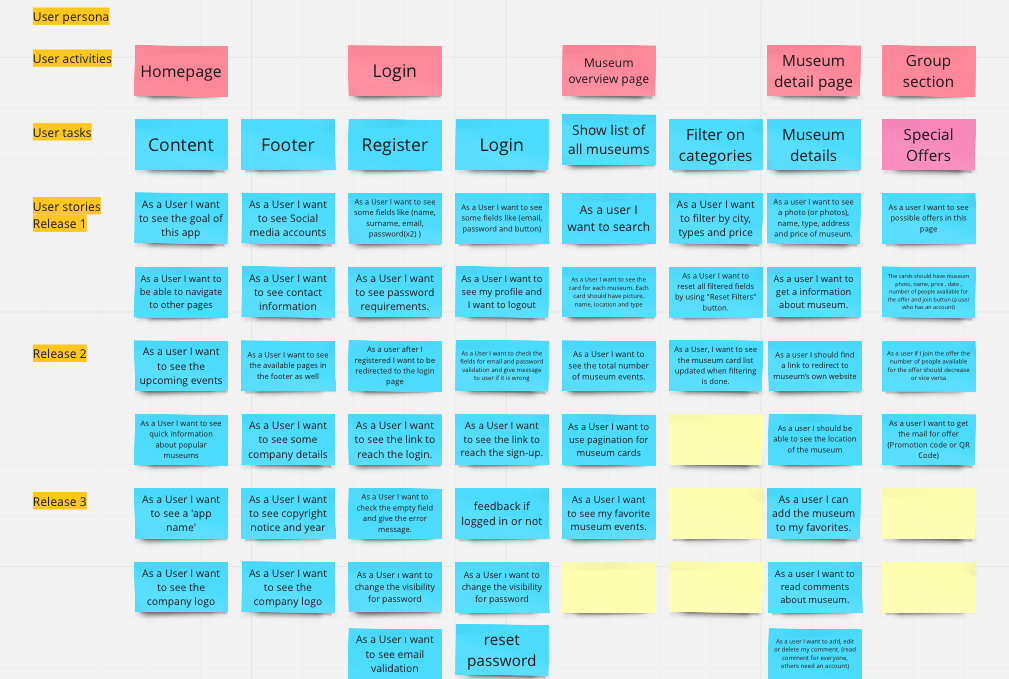 User persona
User activities
Homepage
Login
Museum
overview page
Museum
detail page
Group
section
User tasks
Content
Footer
Register
Login
Show list of
all museums
Filter on
categories
Museum
details
Special
Offers
User stories
Release 1
As a User I want
to see the goal of
this app
As a User I want
to see Social
media accounts
As a User I want to see
some fields like (name,
surname, email,
password(x2) )
As a User I want to see
some fields like (email,
password and button)
As a user I
want to search
As a User I want
to filter by city,
types and price
As a user I want to see
a photo (or photos),
name, type, address
and price of museum.
As a user I want to see
possible offers in this
page
As a User I want to
be able to navigate
to other pages
As a User I want
to see contact
information
As a User I want
to see password
requirements.
As a User I want to
see my profile and
I want to logout
As a User I want to see the
card for each museum. Each
card should have picture,
name, location and type
As a User I want to
reset all filtered fields
by using "Reset Filters"
button.
As a user I want to
get a information
about museum.
The cards should have museum
photo, name, price , date ,
number of people available for
the offer and join button (a user
who has an account)
Release 2
As a user I want
to see the
upcoming events
As a User I want to see
the available pages in
the footer as well
As a user after I
registered I want to be
redirected to the login
page
As a User I want to check the
fields for email and password
validation and give message
to user if it is wrong
As a User I want to
see the total number
of museum events.
As a User, I want to see
the museum card list
updated when filtering
is done.
As a user I should find
a link to redirect to
museum's own website
As a user if I join the offer the
number of people available
for the offer should decrease
or vice versa
As a User I want to see
quick information
about popular
museums
As a User I want
to see some
company details
As a User I want
to see the link to
reach the login.
As a User I want
to see the link to
reach the sign-up.
As a User I want to
use pagination for
museum cards
As a user I should be
able to see the location
of the museum
As a User I want to get
the mail for offer
(Promotion code or QR
Code)
Release 3
As a User I want
to see a 'app
name'
As a User I want
to see copyright
notice and year
As a User I want to
check the empty field
and give the error
message.
feedback if
logged in or not
As a User I want
to see my favorite
museum events.
As a user I can
add the museum
to my favorites.
As a User I want
to see the
company logo
As a User I want
to see the
company logo
As a User ı want to
change the visibility
for password
As a User ı want to
change the visibility
for password
As a user I want to
read comments
about museum.
As a User ı want
to see email
validation
reset
password
As a user I want to add, edit
or delete my comment. (read
comment for everyone,
others need an account)